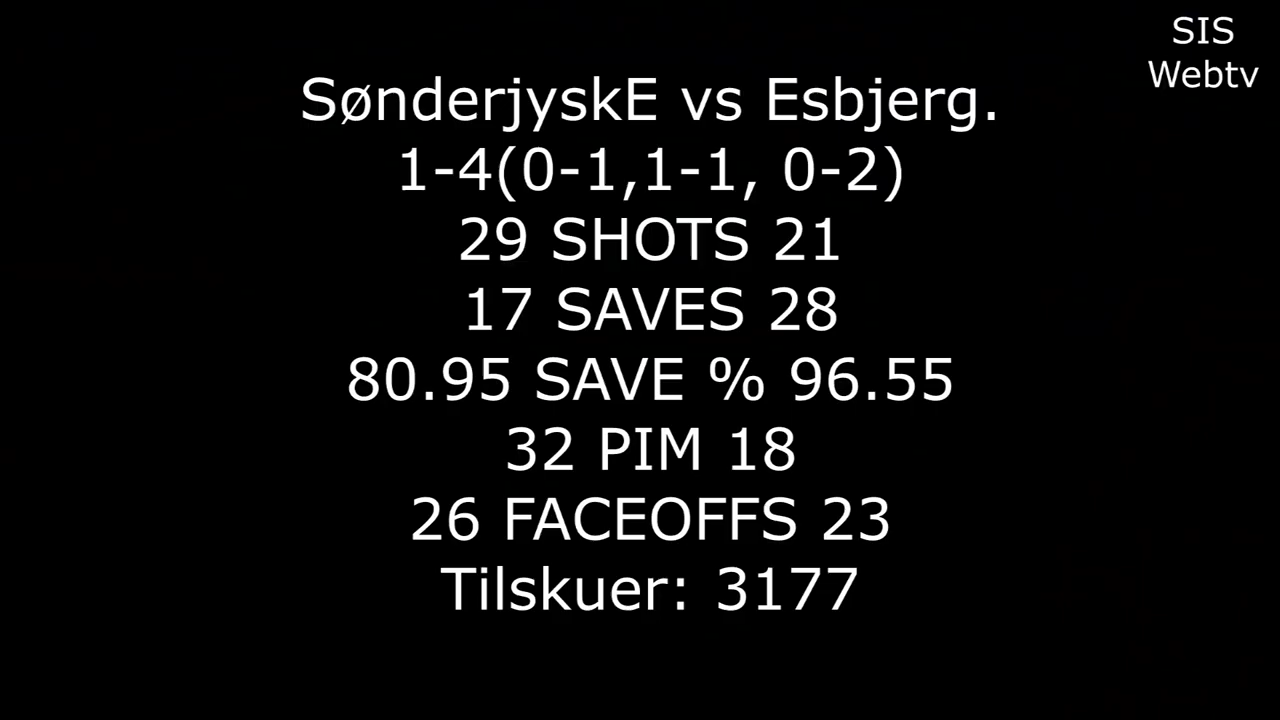 SIS
Webtv
SønderjyskE vs Esbjerg.
1-4(0-1,1-1, 0-2)
29 SHOTS 21
17 SAVES 28
80.95 SAVE % 96.55
32 PIM 18
26 FACEOFFS 23
Tilskuer: 3177